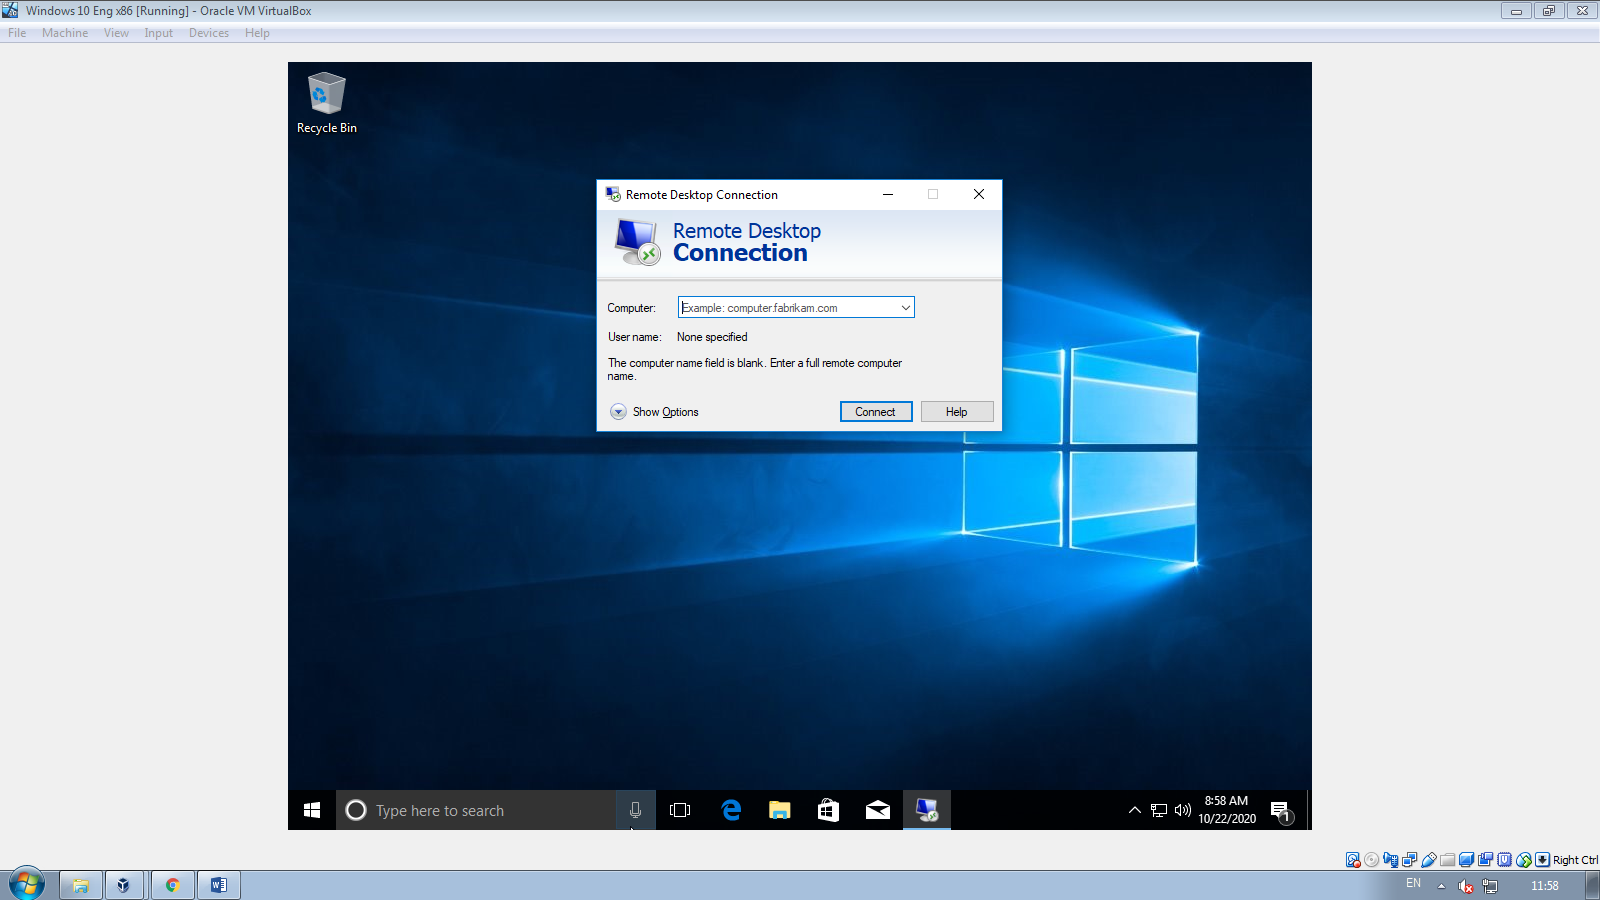 Windows 10 Eng x86 [Running] - Oracle VM VirtualBox
File Machine View Input Devices Help
Recycle Bin
Remote Desktop Connection
Remote Desktop
Connection
Computer: Example: computer.fabrikam.com
User name: None specified
The computer name field is blank. Enter a full remote computer
name.
Show Options Connect Help
Type here to search
8:58 AM
10/22/2020
1
Right Ctrl
EN
11:58